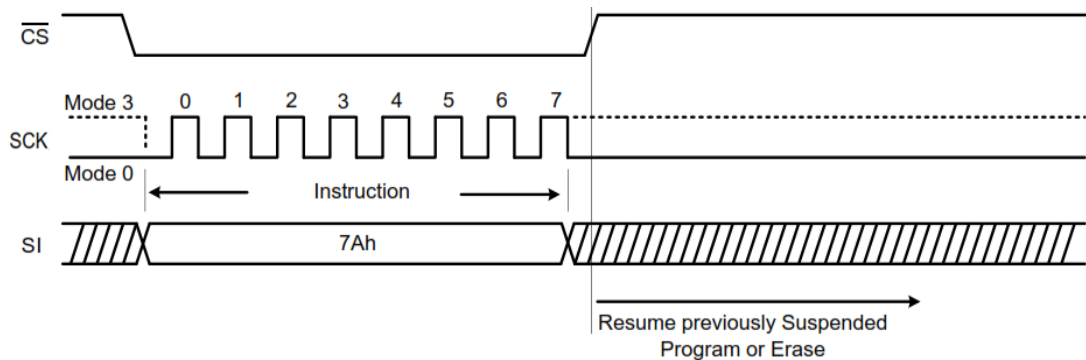 CS
Mode 3
0 1 2 3 4 5 6 7
SCK
Mode 0
Instruction
SI
7Ah
Resume previously Suspended
Program or Erase